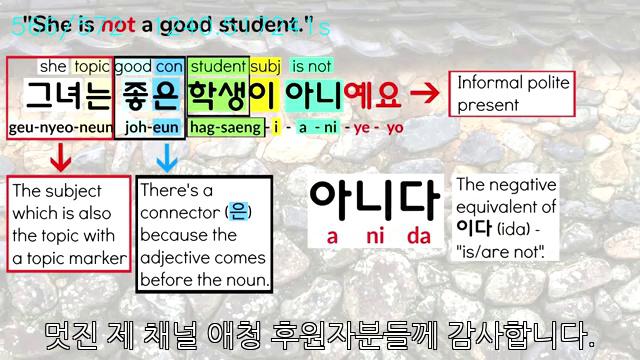 "She is not a good student."
she topic good con student subj is not
그녀는 좋은 학생이 아니예요
geu-nyeo-neun joh-eun hag-saeng-i - a - ni - ye - yo
Informal polite
present
The subject
which is also
the topic with
a topic marker
There's a
connector (은)
because the
adjective comes
before the noun.
아니다
a ni da
The negative
equivalent of
이다 (ida) -
"is/are not".
멋진 제 채널 애청 후원자분들께 감사합니다.